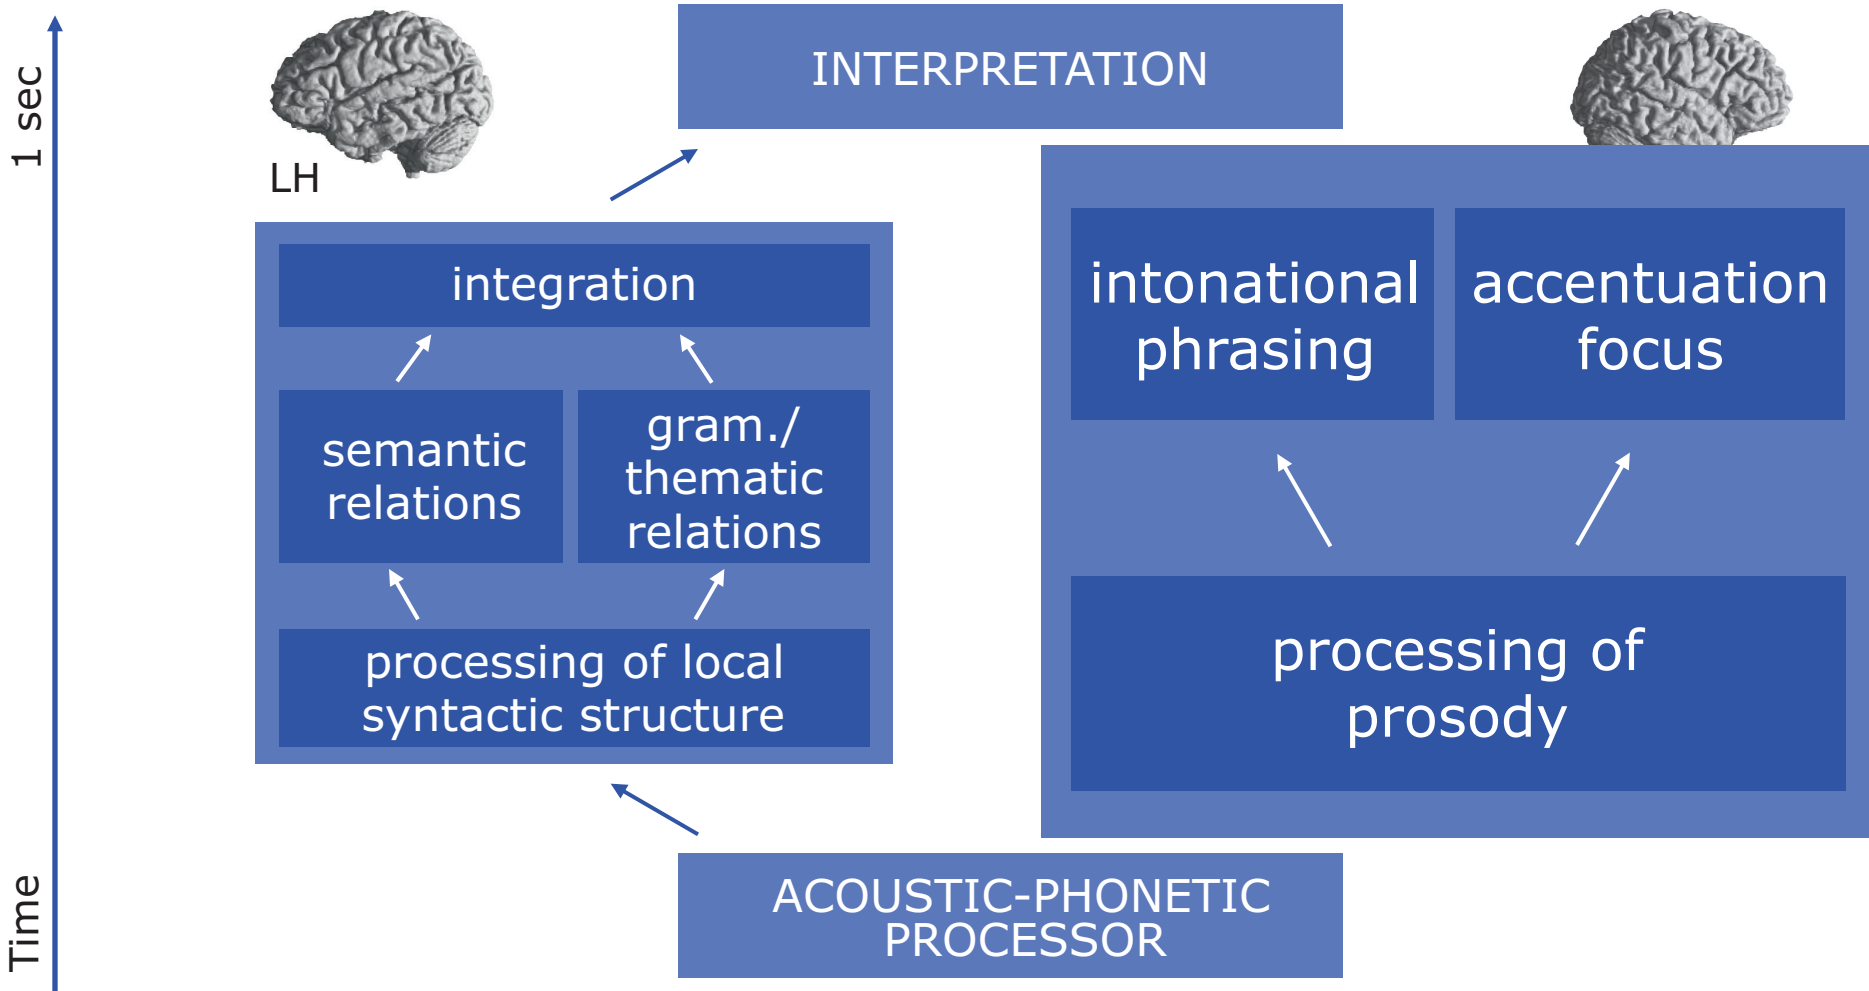 1 sec
Time
LH
INTERPRETATION
integration
semantic
relations
gram./
thematic
relations
processing of local
syntactic structure
intonational
phrasing
accentuation
focus
processing of
prosody
ACOUSTIC-PHONETIC
PROCESSOR